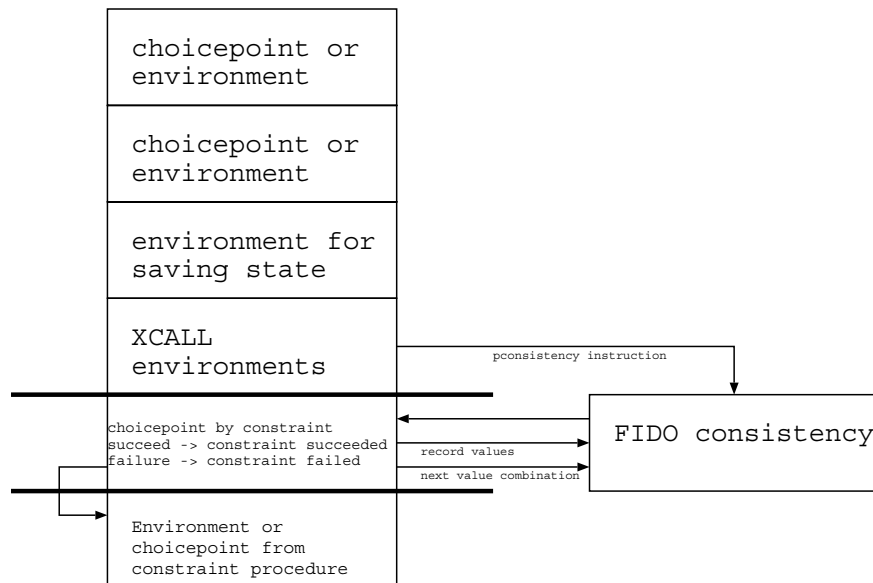 choicepoint or
environment
choicepoint or
environment
environment for
saving state
XCALL
environments
pconsistency instruction
choicepoint by constraint
succeed -> constraint succeeded
failure -> constraint failed
FIDO consistency
record values
next value combination
Environment or
choicepoint from
constraint procedure